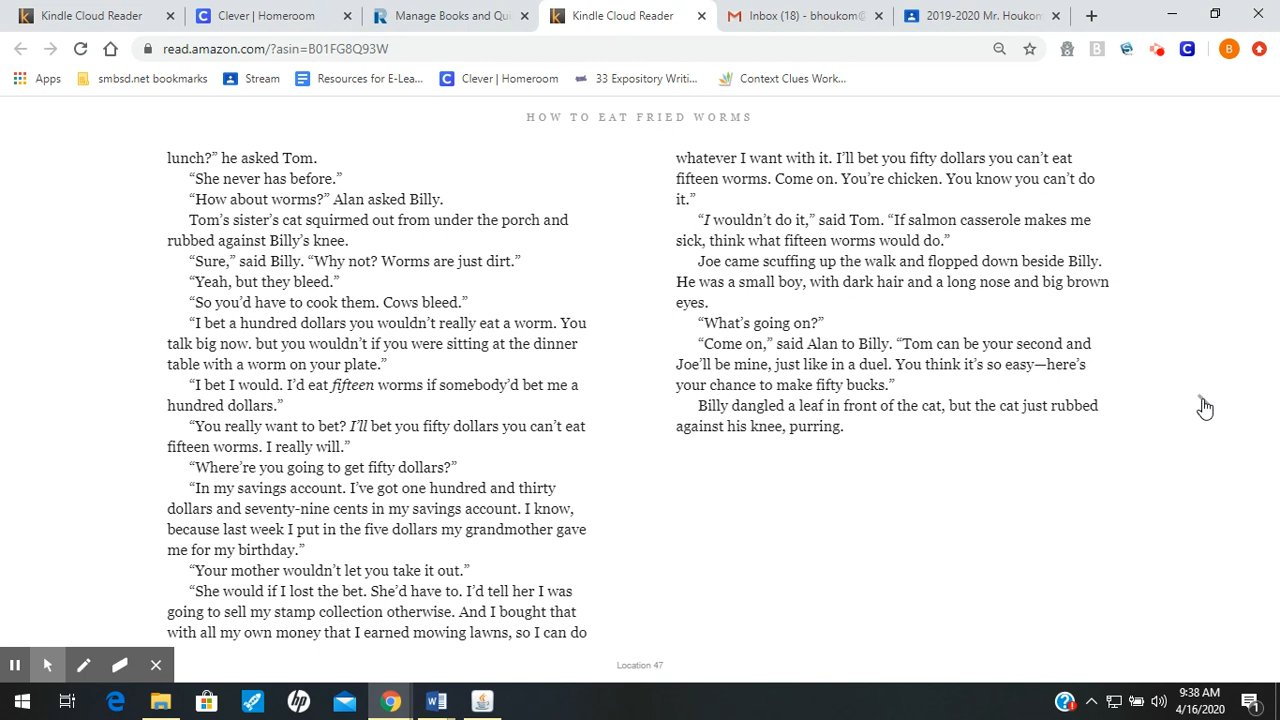 Kindle Cloud Reader
Clever | Homeroom
Manage Books and Qui
Kindle Cloud Reader
Inbox (18) - bhoukom@
2019-2020 Mr. Houkom
read.amazon.com/?asin=B01FG8Q93W
Apps
smbsd.net bookmarks
Stream
Resources for E-Lea...
Clever | Homeroom
33 Expository Writi...
Context Clues Work...
HOW TO EAT FRIED WORMS
lunch?” he asked Tom.
“She never has before.”
“How about worms?” Alan asked Billy.
Tom’s sister’s cat squirmed out from under the porch and
rubbed against Billy’s knee.
“Sure,” said Billy. “Why not? Worms are just dirt.”
“Yeah, but they bleed.”
“So you’d have to cook them. Cows bleed.”
“I bet a hundred dollars you wouldn’t really eat a worm. You
talk big now. but you wouldn’t if you were sitting at the dinner
table with a worm on your plate.”
“I bet I would. I’d eat fifteen worms if somebody’d bet me a
hundred dollars.”
“You really want to bet? I’ll bet you fifty dollars you can’t eat
fifteen worms. I really will.”
“Where’re you going to get fifty dollars?”
“In my savings account. I’ve got one hundred and thirty
dollars and seventy-nine cents in my savings account. I know,
because last week I put in the five dollars my grandmother gave
me for my birthday.”
“Your mother wouldn’t let you take it out.”
“She would if I lost the bet. She’d have to. I’d tell her I was
going to sell my stamp collection otherwise. And I bought that
with all my own money that I earned mowing lawns, so I can do
whatever I want with it. I’ll bet you fifty dollars you can’t eat
fifteen worms. Come on. You’re chicken. You know you can’t do
it.”
“I wouldn’t do it,” said Tom. “If salmon casserole makes me
sick, think what fifteen worms would do.”
Joe came scuffing up the walk and flopped down beside Billy.
He was a small boy, with dark hair and a long nose and big brown
eyes.
“What’s going on?”
“Come on,” said Alan to Billy. “Tom can be your second and
Joe’ll be mine, just like in a duel. You think it’s so easy—here’s
your chance to make fifty bucks.”
Billy dangled a leaf in front of the cat, but the cat just rubbed
against his knee, purring.
Location 47
9:38 AM
4/16/2020